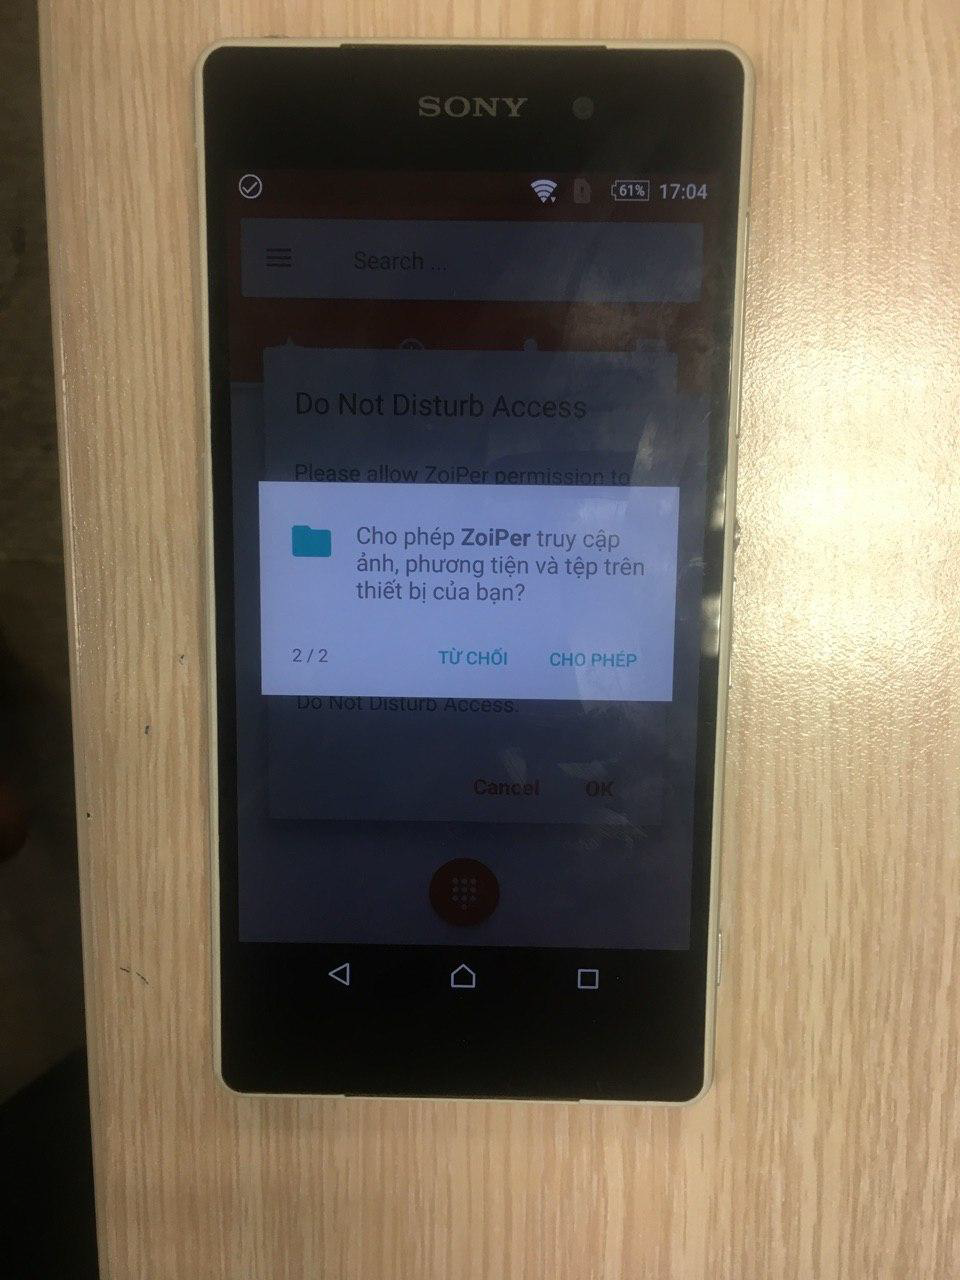 SONY
61% 17:04
Search ...
Do Not Disturb Access
Please allow ZoiPer permission to
Cho phép ZoiPer truy cập
ảnh, phương tiện và tệp trên
thiết bị của bạn?
2 / 2 TỪ CHỐI CHO PHÉP
Do Not Disturb Access.
Cancel OK